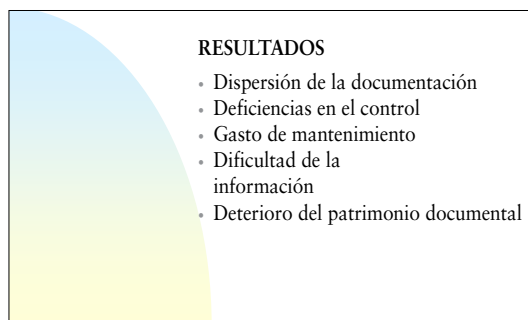 RESULTADOS
• Dispersión de la documentación
• Deficiencias en el control
• Gasto de mantenimiento
• Dificultad de la
información
• Deterioro del patrimonio documental